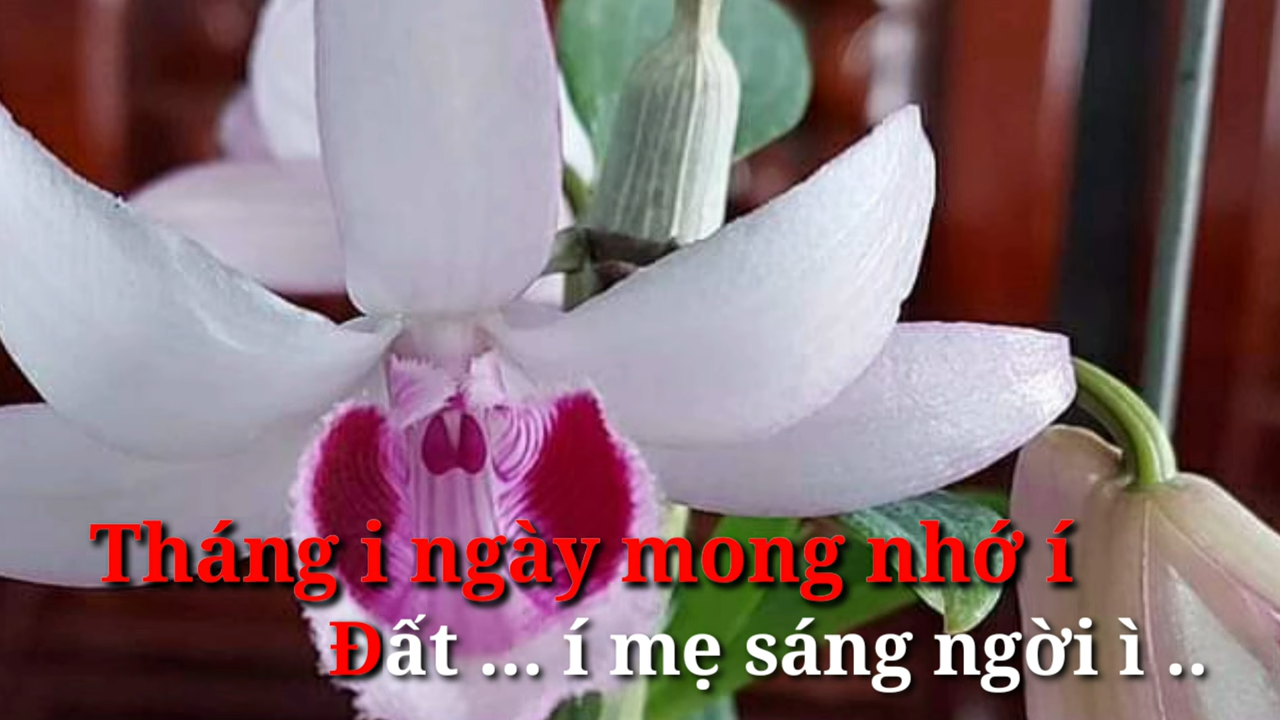 Tháng i ngày mong nhớ í
Đất ... í mẹ sáng ngời ì ..